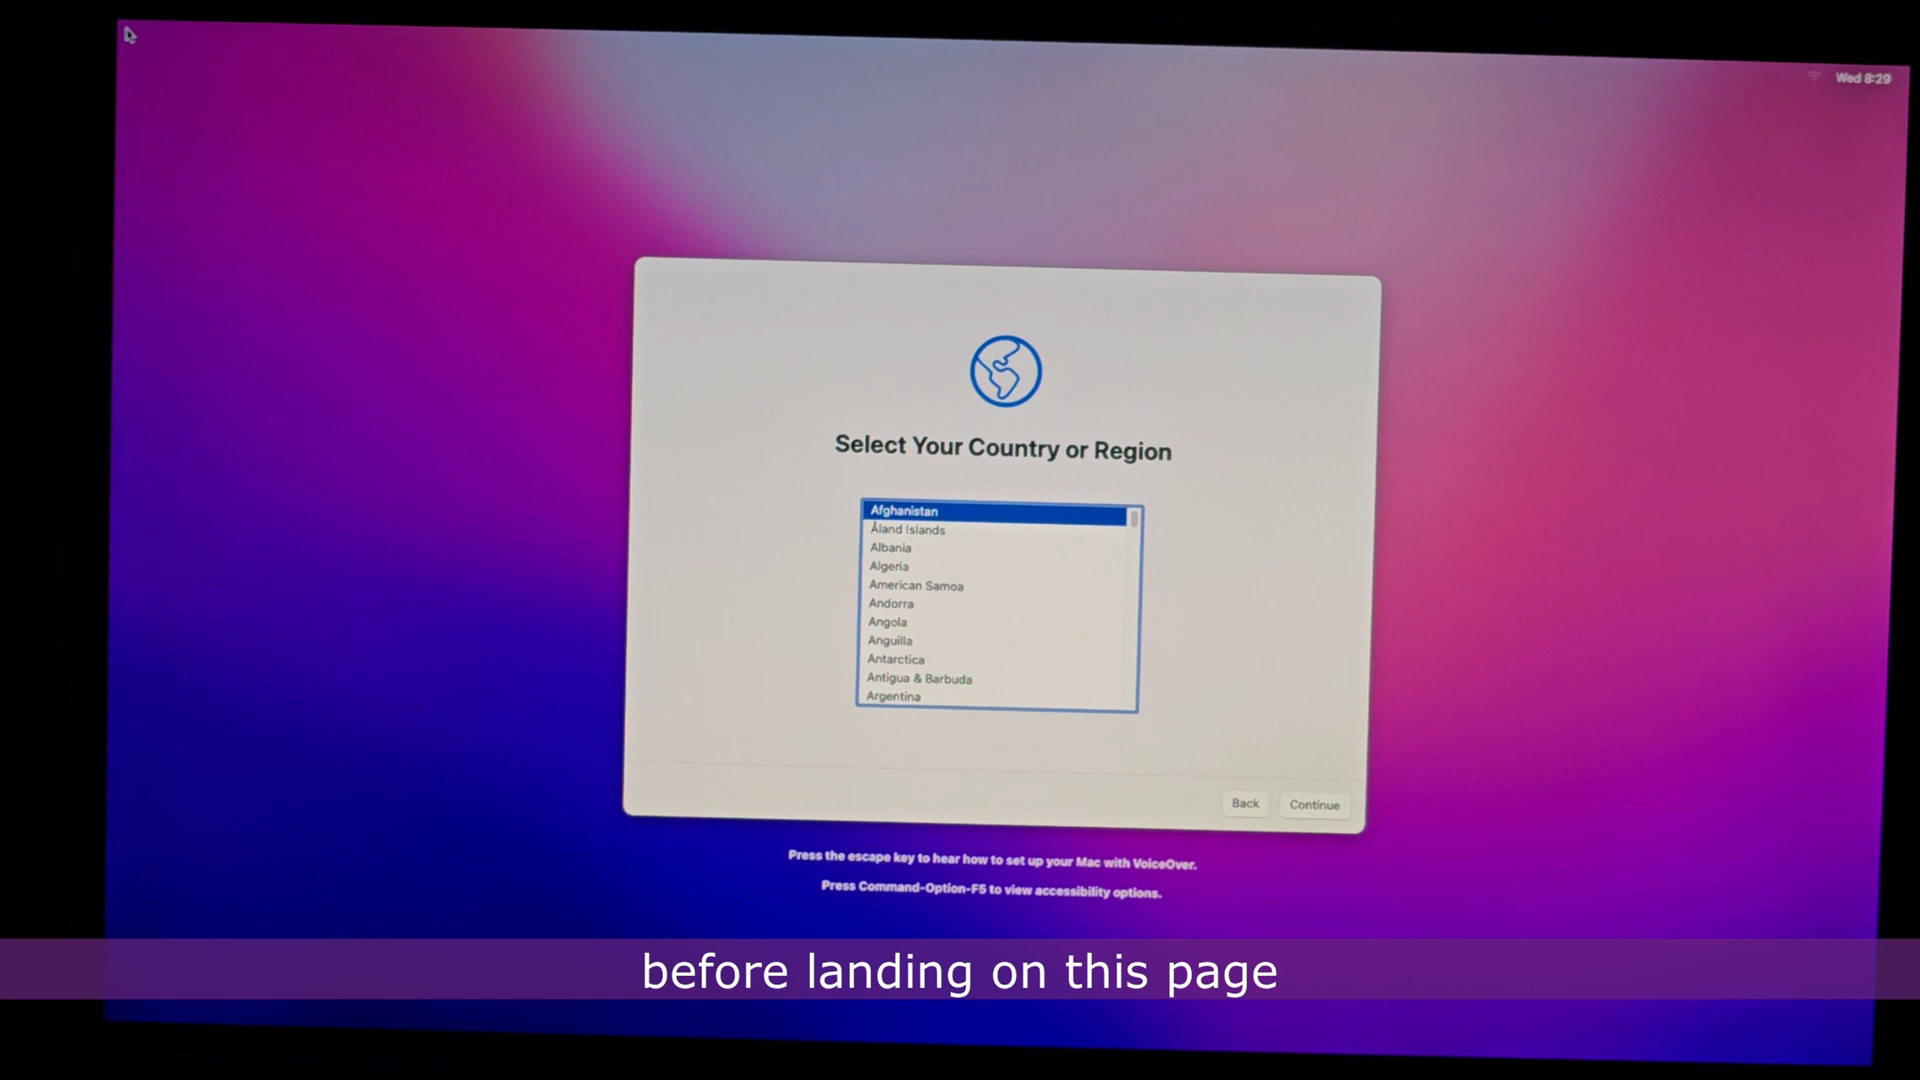 Wed 8:29
Select Your Country or Region
Afghanistan
Åland Islands
Albania
Algeria
American Samoa
Andorra
Angola
Anguilla
Antarctica
Antigua & Barbuda
Argentina
Back
Continue
Press the escape key to hear how to set up your Mac with VoiceOver.
Press Command-Option-F5 to view accessibility options.
before landing on this page